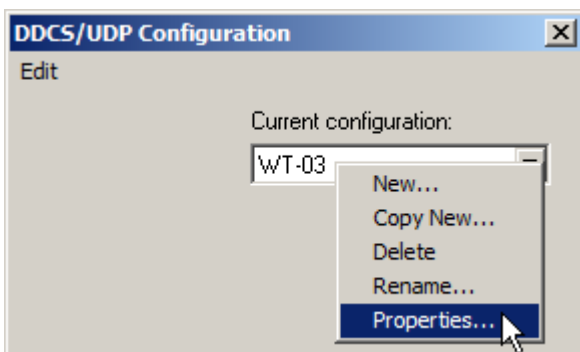 DDCS/UDP Configuration
Edit
Current configuration:
WT-03
New...
Copy New...
Delete
Rename...
Properties...